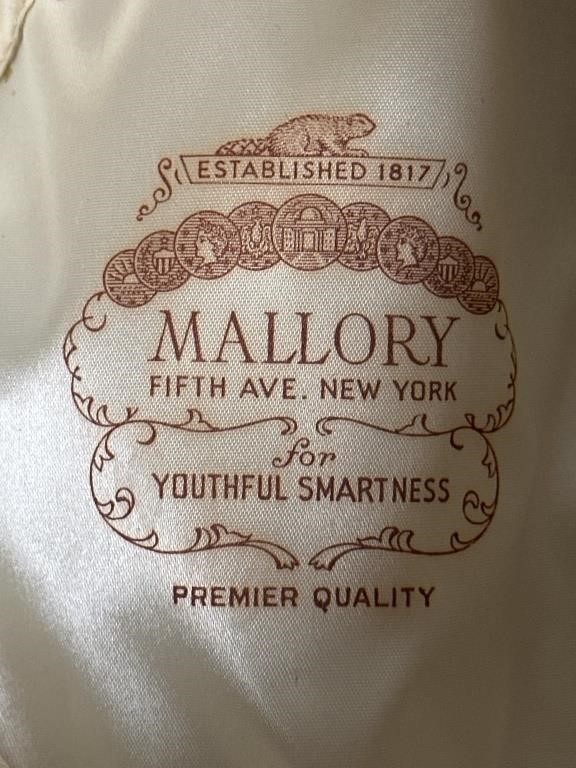 ESTABLISHED 1817
MALLORY
FIFTH AVE. NEW YORK
for
YOUTHFUL SMARTNESS
PREMIER QUALITY